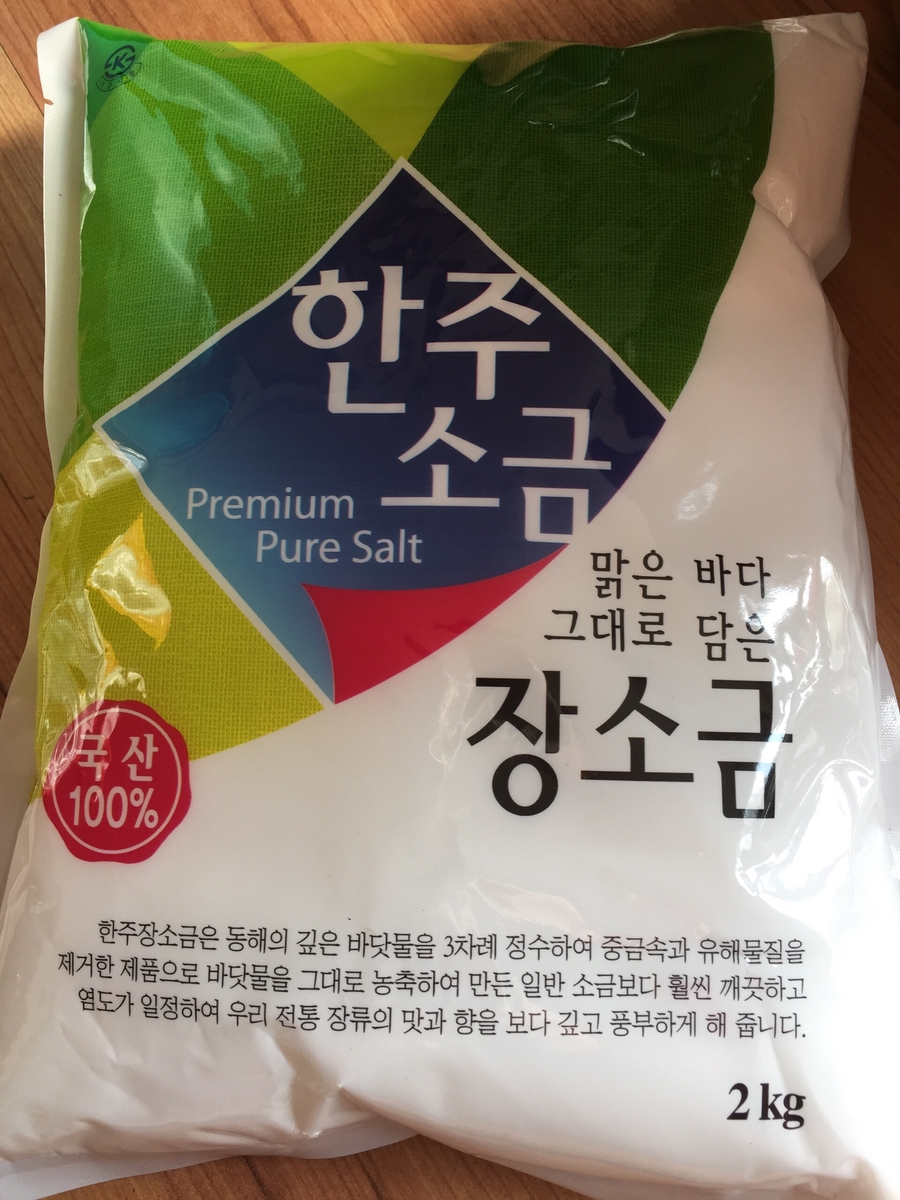 한주
소금
Premium
Pure Salt
맑은 바다
그대로 담은
장소금
국산
100%
한주장소금은 동해의 깊은 바닷물을 3차례 정수하여 중금속과 유해물질을
제거한 제품으로 바닷물을 그대로 농축하여 만든 일반 소금보다 훨씬 깨끗하고
염도가 일정하여 우리 전통 장류의 맛과 향을 보다 깊고 풍부하게 해 줍니다.
2 kg